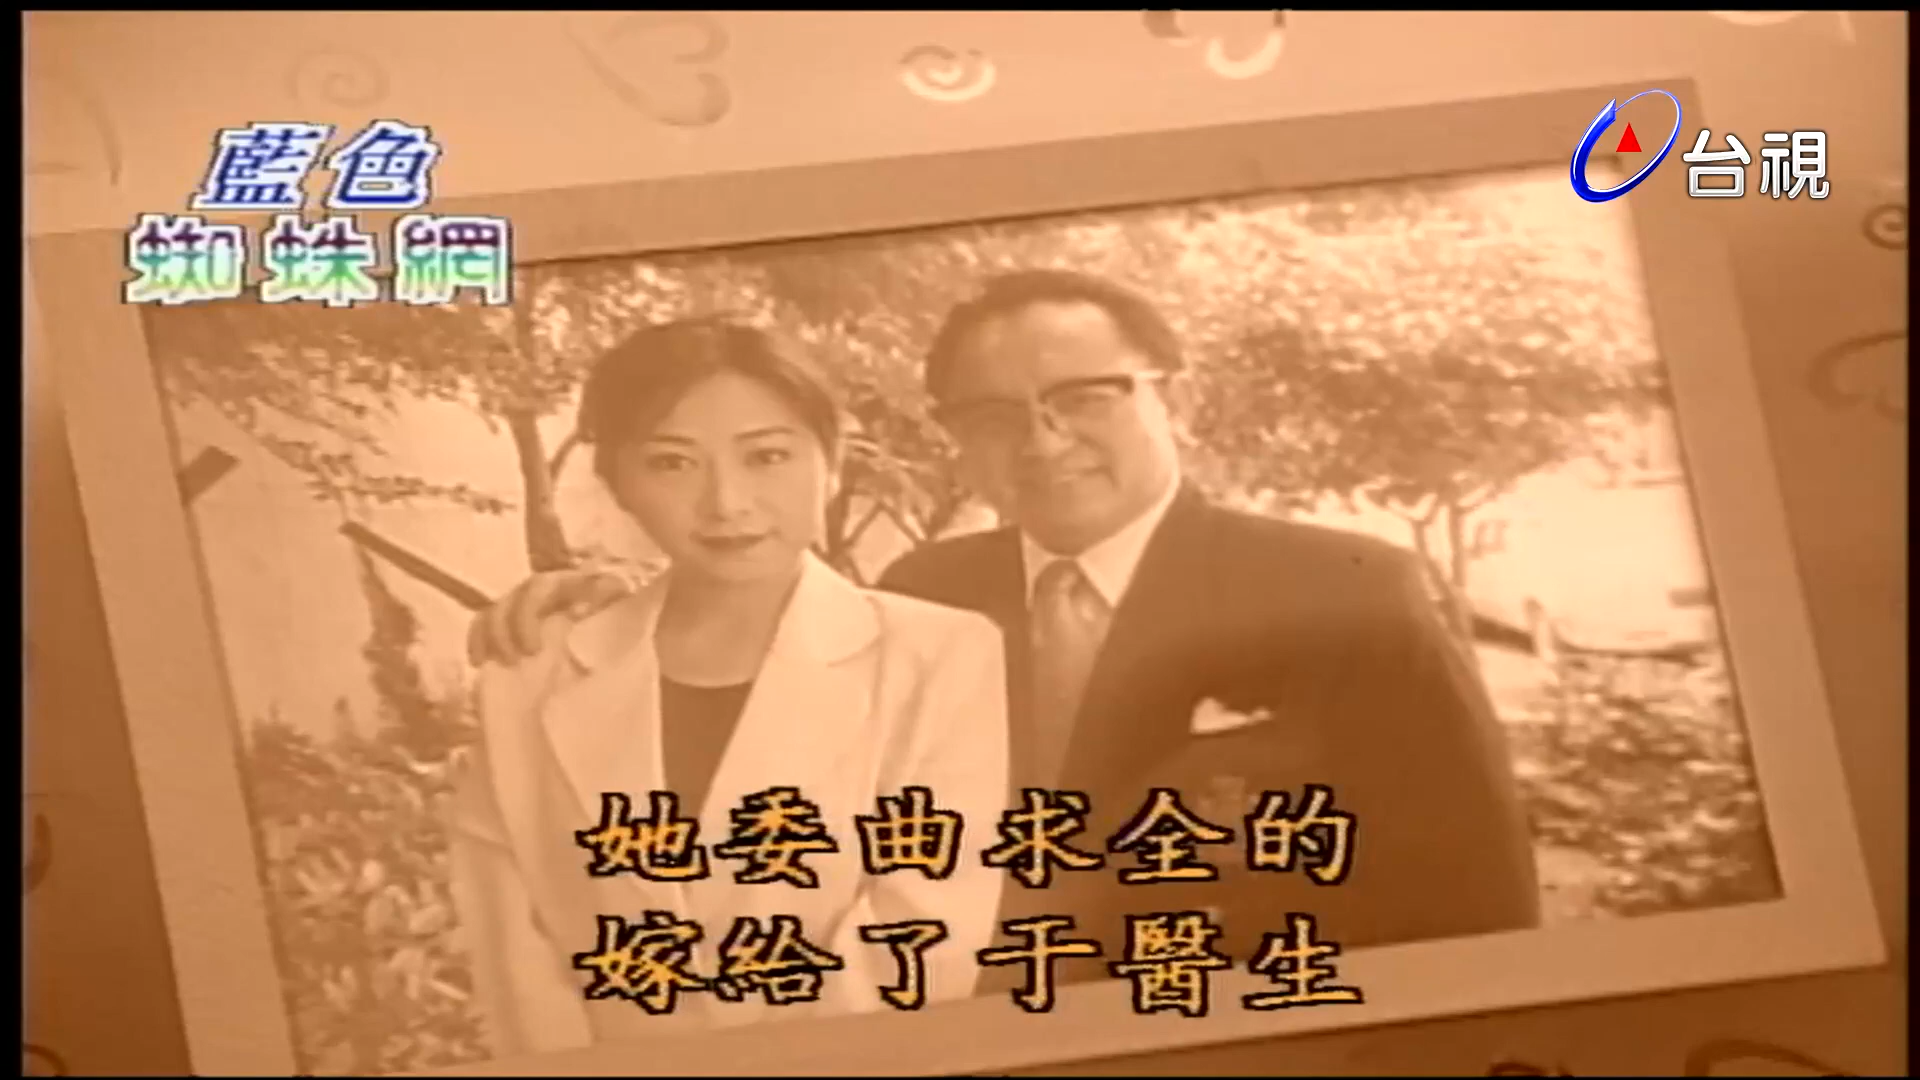 藍色
蜘蛛網
台視
她委曲求全的
嫁給了于醫生